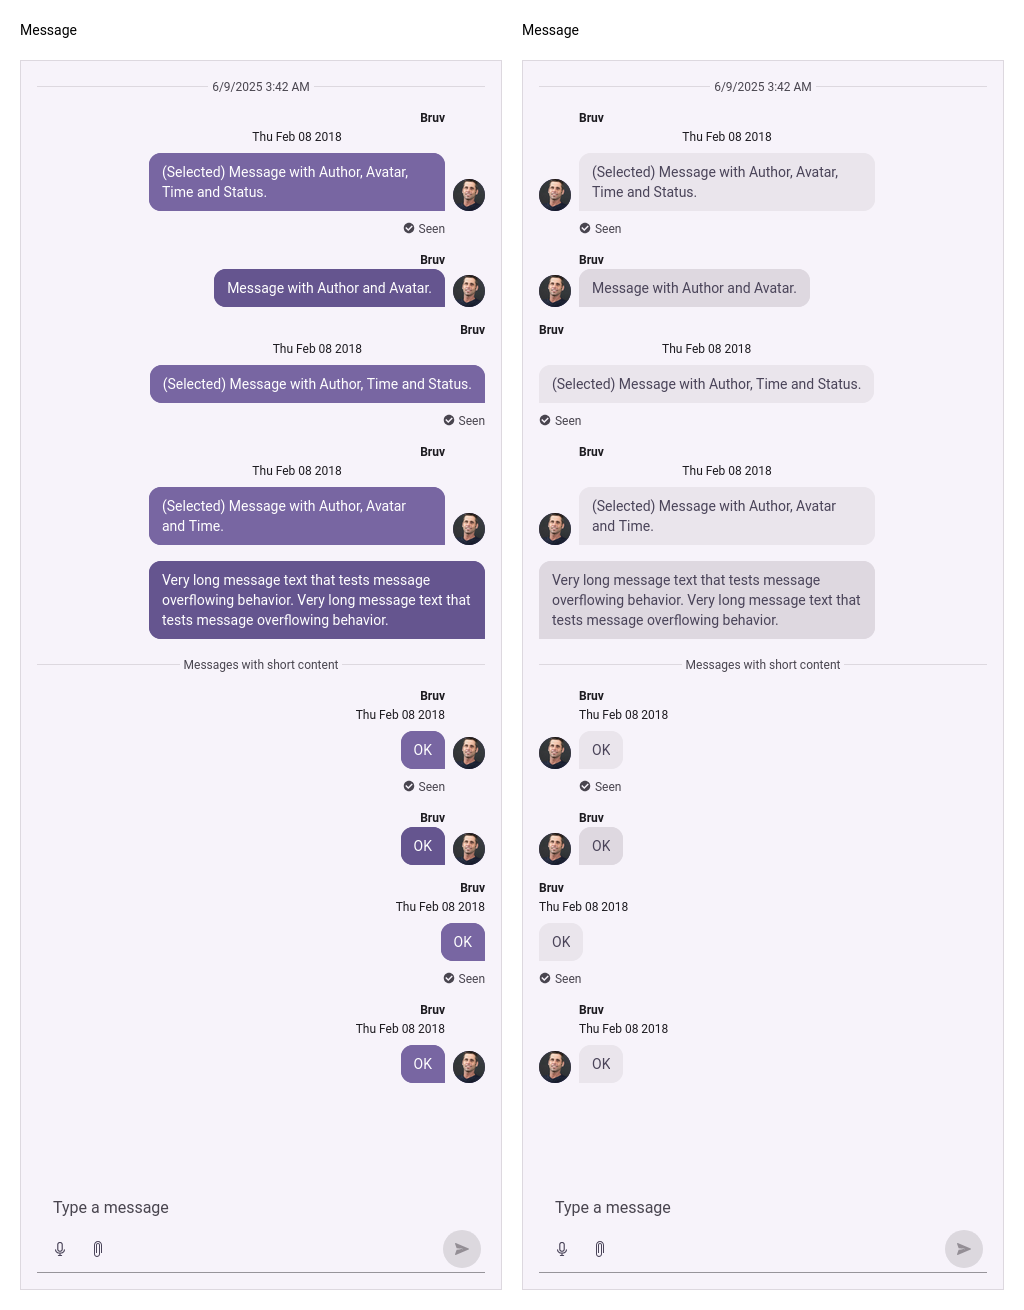 Message
6/9/2025 3:42 AM
Bruv
Thu Feb 08 2018
(Selected) Message with Author, Avatar,
Time and Status.
Seen
Bruv
Message with Author and Avatar.
Bruv
Thu Feb 08 2018
(Selected) Message with Author, Time and Status.
Seen
Bruv
Thu Feb 08 2018
(Selected) Message with Author, Avatar
and Time.
Very long message text that tests message
overflowing behavior. Very long message text that
tests message overflowing behavior.
Messages with short content
Bruv
Thu Feb 08 2018
OK
Seen
Bruv
OK
Bruv
Thu Feb 08 2018
OK
Seen
Bruv
Thu Feb 08 2018
OK
Type a message
Message
6/9/2025 3:42 AM
Bruv
Thu Feb 08 2018
(Selected) Message with Author, Avatar,
Time and Status.
Seen
Bruv
Message with Author and Avatar.
Bruv
Thu Feb 08 2018
(Selected) Message with Author, Time and Status.
Seen
Bruv
Thu Feb 08 2018
(Selected) Message with Author, Avatar
and Time.
Very long message text that tests message
overflowing behavior. Very long message text that
tests message overflowing behavior.
Messages with short content
Bruv
Thu Feb 08 2018
OK
Seen
Bruv
OK
Bruv
Thu Feb 08 2018
OK
Seen
Bruv
Thu Feb 08 2018
OK
Type a message